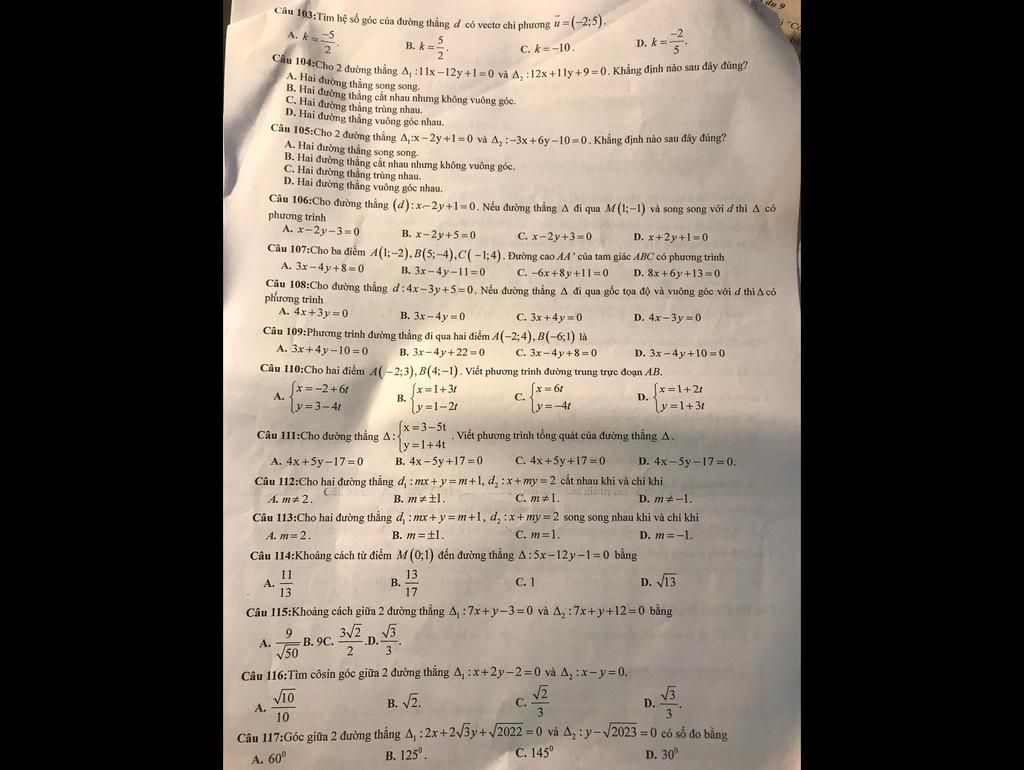 Câu 103:Tìm hệ số góc của đường thẳng d có vectơ chỉ phương u⃗ = (−2;5).
A. k = −5/2. B. k = 5/2. C. k = −10. D. k = −2/5.
Câu 104:Cho 2 đường thẳng Δ₁ :11x −12y +1 = 0 và Δ₂ :12x +11y +9 = 0. Khẳng định nào sau đây đúng?
A. Hai đường thẳng song song.
B. Hai đường thẳng cắt nhau nhưng không vuông góc.
C. Hai đường thẳng trùng nhau.
D. Hai đường thẳng vuông góc nhau.
Câu 105:Cho 2 đường thẳng Δ₁:x − 2y +1 = 0 và Δ₂ :−3x + 6y −10 = 0. Khẳng định nào sau đây đúng?
A. Hai đường thẳng song song.
B. Hai đường thẳng cắt nhau nhưng không vuông góc.
C. Hai đường thẳng trùng nhau.
D. Hai đường thẳng vuông góc nhau.
Câu 106:Cho đường thẳng (d): x − 2y +1 = 0. Nếu đường thẳng Δ đi qua M(1;−1) và song song với d thì Δ có
phương trình
A. x − 2y − 3 = 0 B. x − 2y + 5 = 0 C. x − 2y + 3 = 0 D. x + 2y +1 = 0
Câu 107:Cho ba điểm A(1;−2), B(5;−4), C(−1;4). Đường cao AA' của tam giác ABC có phương trình
A. 3x − 4y + 8 = 0 B. 3x − 4y −11 = 0 C. −6x + 8y +11 = 0 D. 8x + 6y +13 = 0
Câu 108:Cho đường thẳng d : 4x − 3y + 5 = 0. Nếu đường thẳng Δ đi qua gốc tọa độ và vuông góc với d thì Δ có
phương trình
A. 4x + 3y = 0 B. 3x − 4y = 0 C. 3x + 4y = 0 D. 4x − 3y = 0
Câu 109:Phương trình đường thẳng đi qua hai điểm A(−2;4), B(−6;1) là
A. 3x + 4y −10 = 0 B. 3x − 4y + 22 = 0 C. 3x − 4y + 8 = 0 D. 3x − 4y +10 = 0
Câu 110:Cho hai điểm A(−2;3), B(4;−1). Viết phương trình đường trung trực đoạn AB.
A. {x = −2 + 6t B. {x = 1+ 3t C. {x = 6t D. {x = 1+ 2t
{y = 3 − 4t {y = 1− 2t {y = −4t {y = 1+ 3t
Câu 111:Cho đường thẳng Δ: {x = 3 − 5t {y = 1+ 4t . Viết phương trình tổng quát của đường thẳng Δ.
A. 4x + 5y −17 = 0 B. 4x − 5y +17 = 0 C. 4x + 5y +17 = 0 D. 4x − 5y −17 = 0.
Câu 112:Cho hai đường thẳng d₁ : mx + y = m +1, d₂ : x + my = 2 cắt nhau khi và chỉ khi
A. m ≠ 2. B. m ≠ ±1. C. m ≠ 1. D. m ≠ −1.
Câu 113:Cho hai đường thẳng d₁ : mx + y = m +1, d₂ : x + my = 2 song song nhau khi và chỉ khi
A. m = 2. B. m = ±1. C. m = 1. D. m = −1.
Câu 114:Khoảng cách từ điểm M(0;1) đến đường thẳng Δ : 5x −12y −1 = 0 bằng
A. 11/13 B. 13/17 C. 1 D. √13
Câu 115:Khoảng cách giữa 2 đường thẳng Δ₁ : 7x + y − 3 = 0 và Δ₂ : 7x + y +12 = 0 bằng
A. 9/√50 B. 9C. 3√2/2 .D. √3/3.
Câu 116:Tìm côsin góc giữa 2 đường thẳng Δ₁ : x + 2y − 2 = 0 và Δ₂ : x − y = 0.
A. √10/10 B. √2. C. √2/3 D. √3/3.
Câu 117:Góc giữa 2 đường thẳng Δ₁ : 2x + 2√3y + √2022 = 0 và Δ₂ : y − √2023 = 0 có số đo bằng
A. 60⁰ B. 125⁰. C. 145⁰ D. 30⁰